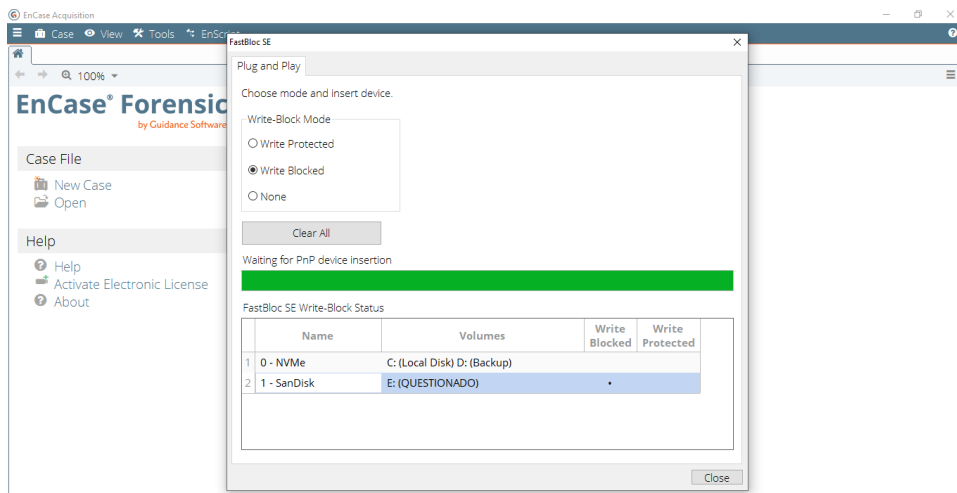 EnCase Acquisition
Case View Tools EnScript
FastBloc SE
Plug and Play
100%
EnCase® Forensic
by Guidance Software
Choose mode and insert device.
Write-Block Mode
Write Protected
Write Blocked
None
Case File
New Case
Open
Clear All
Help
Help
Activate Electronic License
About
Waiting for PnP device insertion
FastBloc SE Write-Block Status
Name Volumes Write Blocked Write Protected
1 0 - NVMe C: (Local Disk) D: (Backup)
2 1 - SanDisk E: (QUESTIONADO) •
Close